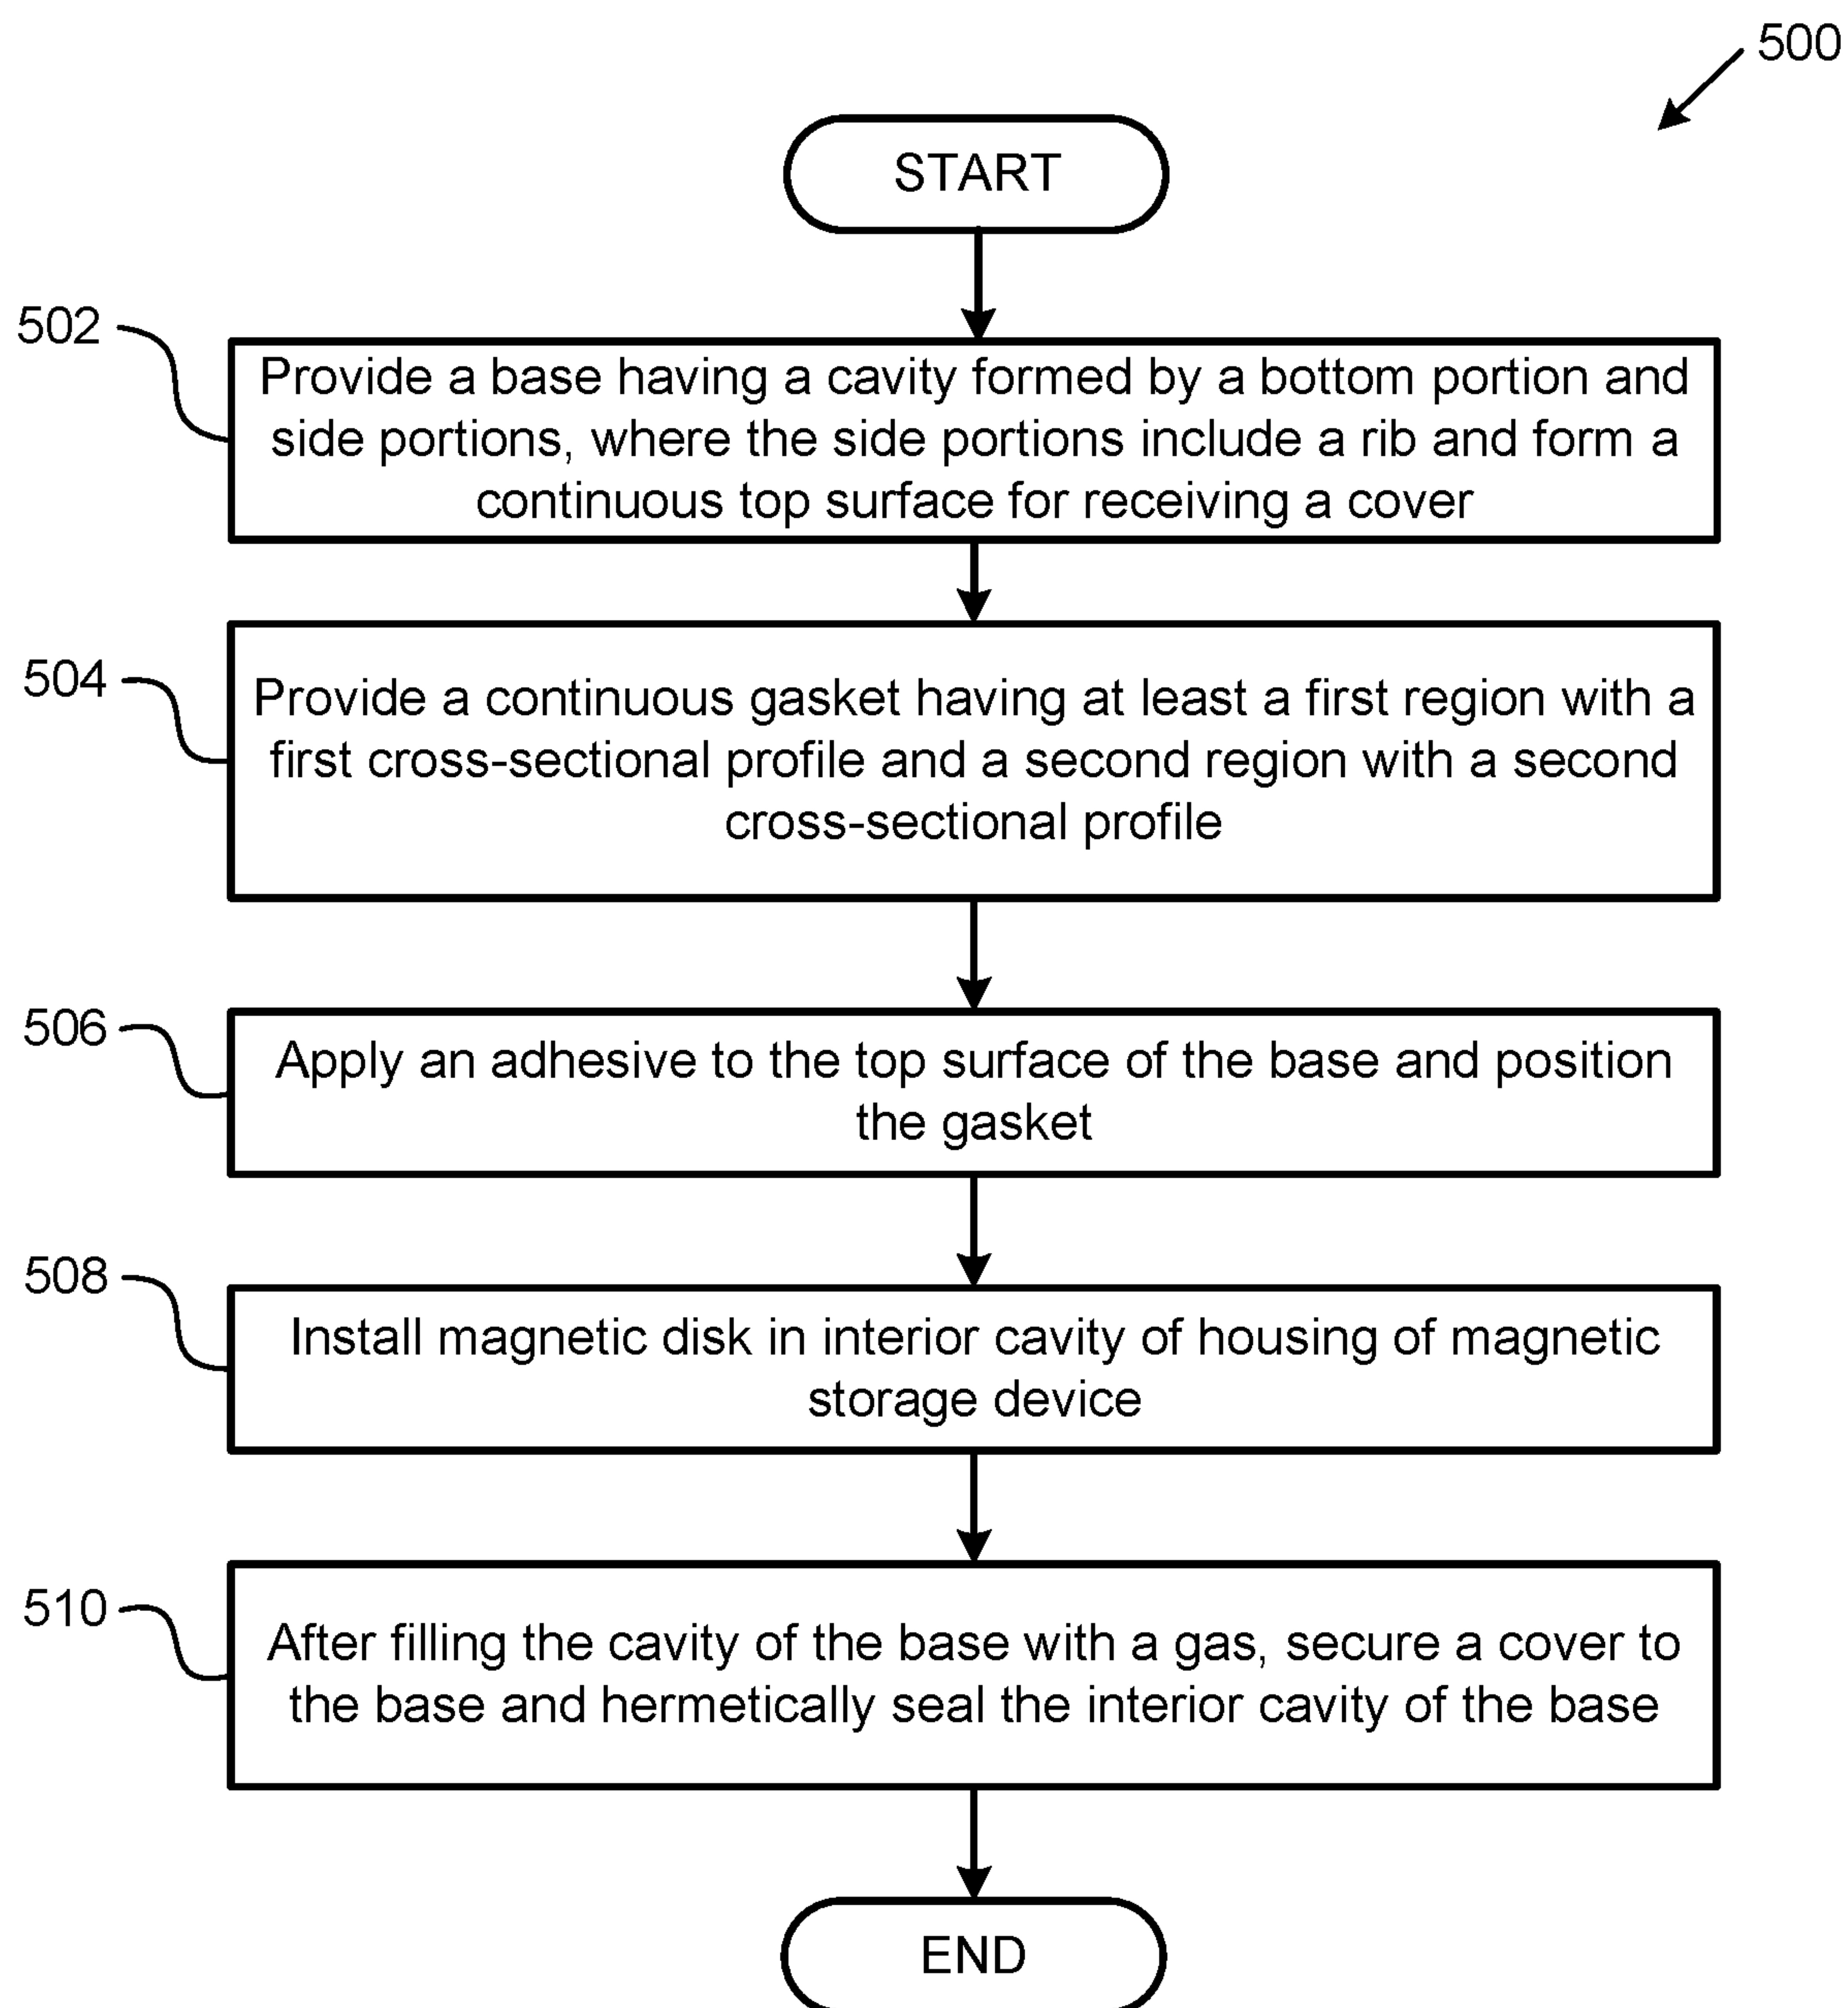 500
START
502
Provide a base having a cavity formed by a bottom portion and
side portions, where the side portions include a rib and form a
continuous top surface for receiving a cover
504
Provide a continuous gasket having at least a first region with a
first cross-sectional profile and a second region with a second
cross-sectional profile
506
Apply an adhesive to the top surface of the base and position
the gasket
508
Install magnetic disk in interior cavity of housing of magnetic
storage device
510
After filling the cavity of the base with a gas, secure a cover to
the base and hermetically seal the interior cavity of the base
END